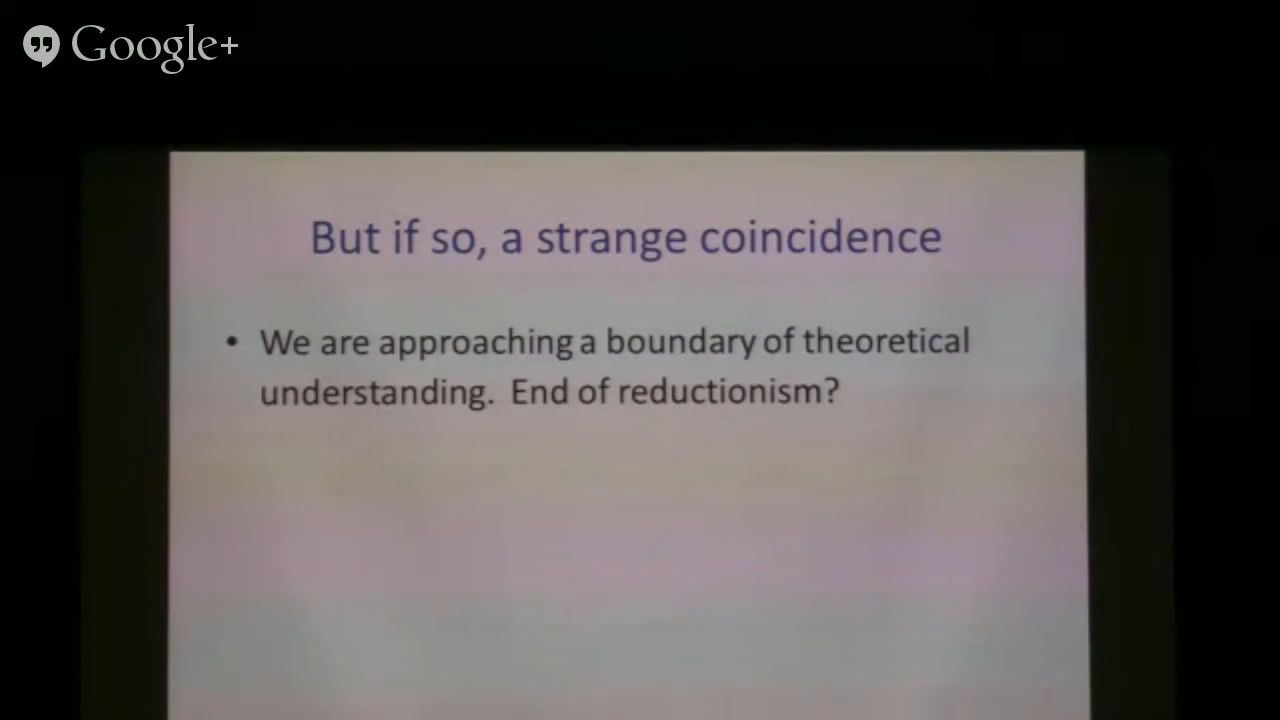 Google+
But if so, a strange coincidence
• We are approaching a boundary of theoretical
understanding. End of reductionism?